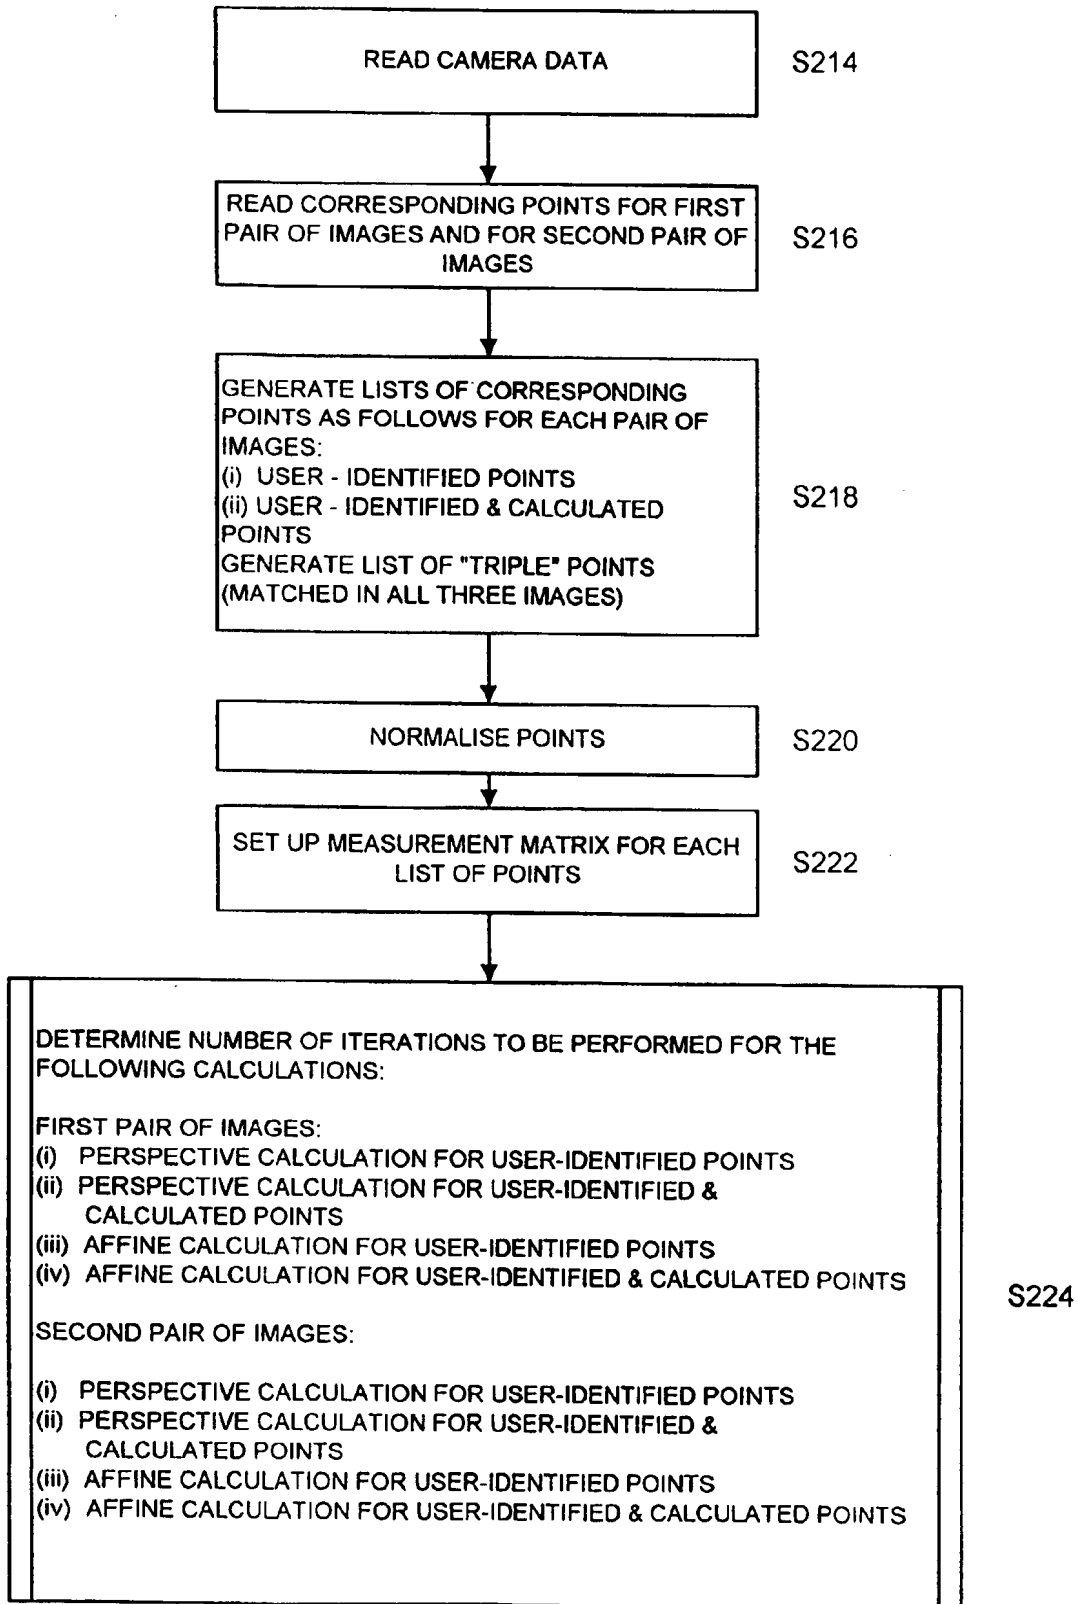 READ CAMERA DATA
S214
READ CORRESPONDING POINTS FOR FIRST
PAIR OF IMAGES AND FOR SECOND PAIR OF
IMAGES
S216
GENERATE LISTS OF CORRESPONDING
POINTS AS FOLLOWS FOR EACH PAIR OF
IMAGES:
(i) USER - IDENTIFIED POINTS
(ii) USER - IDENTIFIED & CALCULATED
POINTS
GENERATE LIST OF "TRIPLE" POINTS
(MATCHED IN ALL THREE IMAGES)
S218
NORMALISE POINTS
S220
SET UP MEASUREMENT MATRIX FOR EACH
LIST OF POINTS
S222
DETERMINE NUMBER OF ITERATIONS TO BE PERFORMED FOR THE
FOLLOWING CALCULATIONS:
FIRST PAIR OF IMAGES:
(i) PERSPECTIVE CALCULATION FOR USER-IDENTIFIED POINTS
(ii) PERSPECTIVE CALCULATION FOR USER-IDENTIFIED &
CALCULATED POINTS
(iii) AFFINE CALCULATION FOR USER-IDENTIFIED POINTS
(iv) AFFINE CALCULATION FOR USER-IDENTIFIED & CALCULATED POINTS
S224
SECOND PAIR OF IMAGES:
(i) PERSPECTIVE CALCULATION FOR USER-IDENTIFIED POINTS
(ii) PERSPECTIVE CALCULATION FOR USER-IDENTIFIED &
CALCULATED POINTS
(iii) AFFINE CALCULATION FOR USER-IDENTIFIED POINTS
(iv) AFFINE CALCULATION FOR USER-IDENTIFIED & CALCULATED POINTS